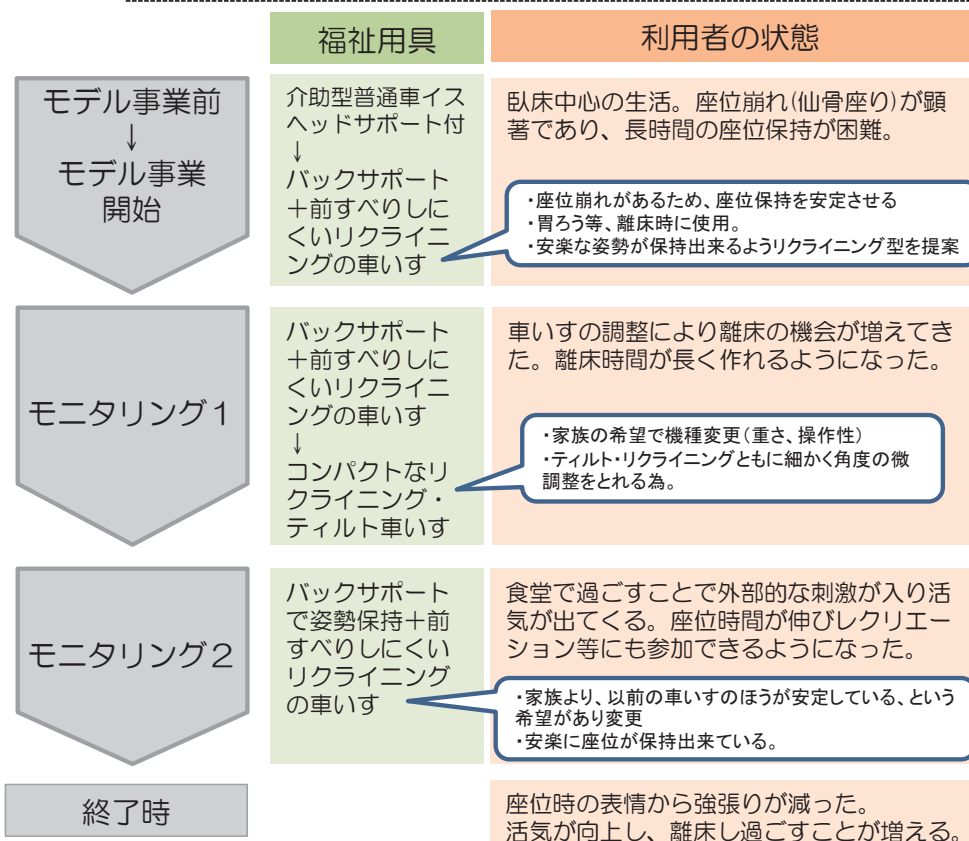 福祉用具
利用者の状態
モデル事業前
↓
モデル事業
開始
介助型普通車イス
ヘッドサポート付
↓
バックサポート
＋前すべりしに
くいリクライニ
ングの車いす
臥床中心の生活。座位崩れ(仙骨座り)が顕
著であり、長時間の座位保持が困難。
・座位崩れがあるため、座位保持を安定させる
・胃ろう等、離床時に使用。
・安楽な姿勢が保持出来るようリクライニング型を提案
モニタリング１
バックサポート
＋前すべりしに
くいリクライニ
ングの車いす
↓
コンパクトなリ
クライニング・
ティルト車いす
車いすの調整により離床の機会が増えてき
た。離床時間が長く作れるようになった。
・家族の希望で機種変更（重さ、操作性）
・ティルト・リクライニングともに細かく角度の微
調整をとれる為。
モニタリング２
バックサポート
で姿勢保持＋前
すべりしにくい
リクライニング
の車いす
食堂で過ごすことで外部的な刺激が入り活
気が出てくる。座位時間が伸びレクリエー
ション等にも参加できるようになった。
・家族より、以前の車いすのほうが安定している、という
希望があり変更
・安楽に座位が保持出来ている。
終了時
座位時の表情から強張りが減った。
活気が向上し、離床し過ごすことが増える。